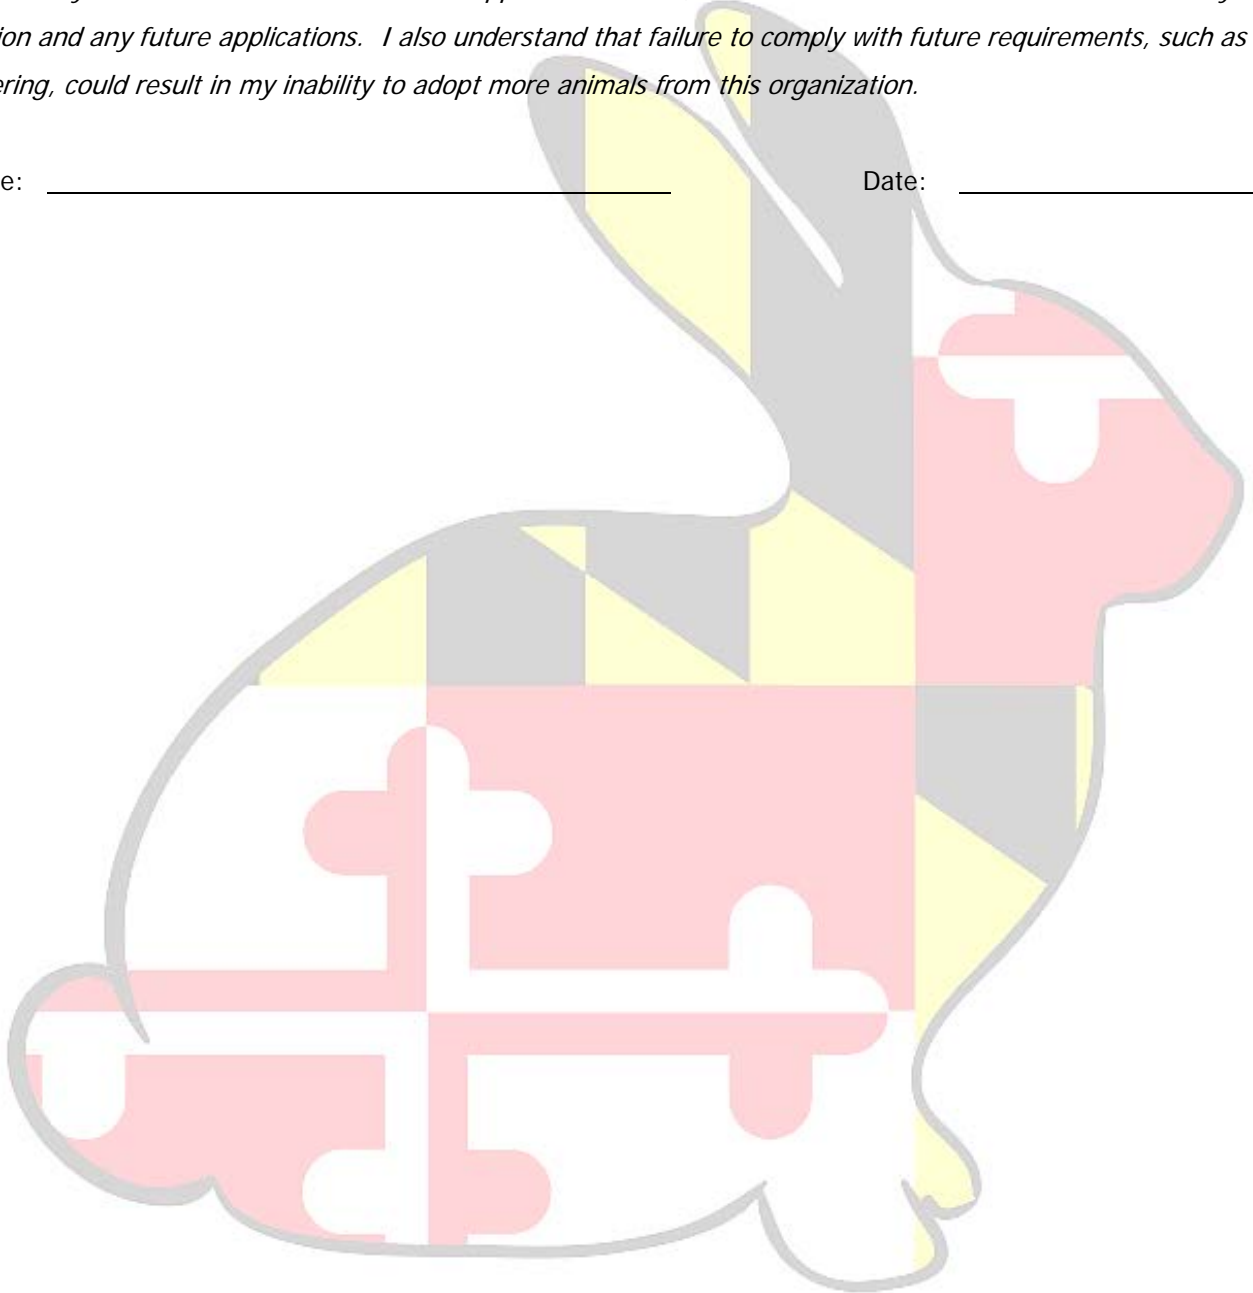 ion and any future applications. I also understand that failure to comply with future requirements, such as
ering, could result in my inability to adopt more animals from this organization.
e: Date: